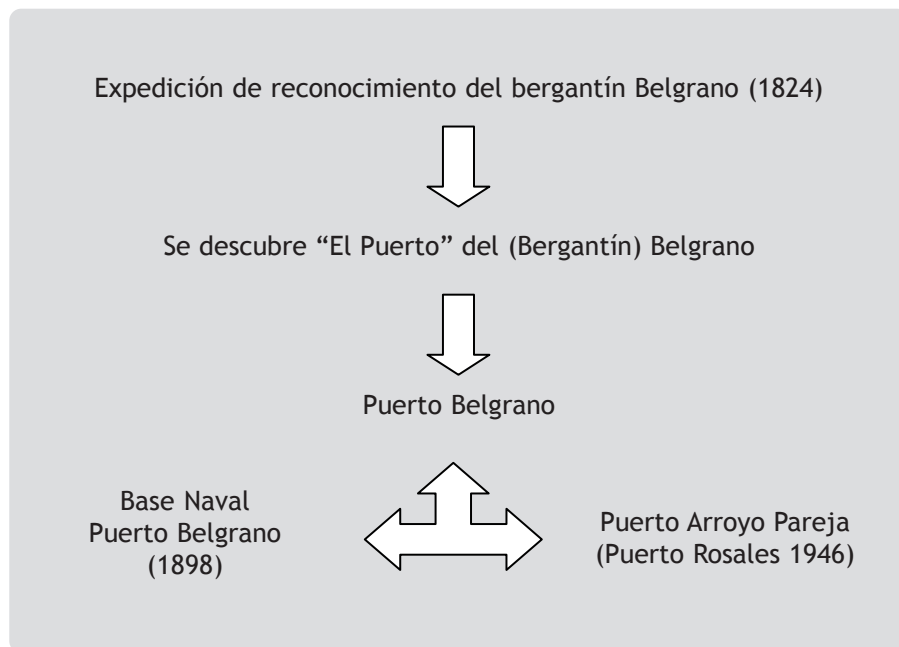 Expedición de reconocimiento del bergantín Belgrano (1824)
Se descubre “El Puerto” del (Bergantín) Belgrano
Puerto Belgrano
Base Naval
Puerto Belgrano
(1898)
Puerto Arroyo Pareja
(Puerto Rosales 1946)